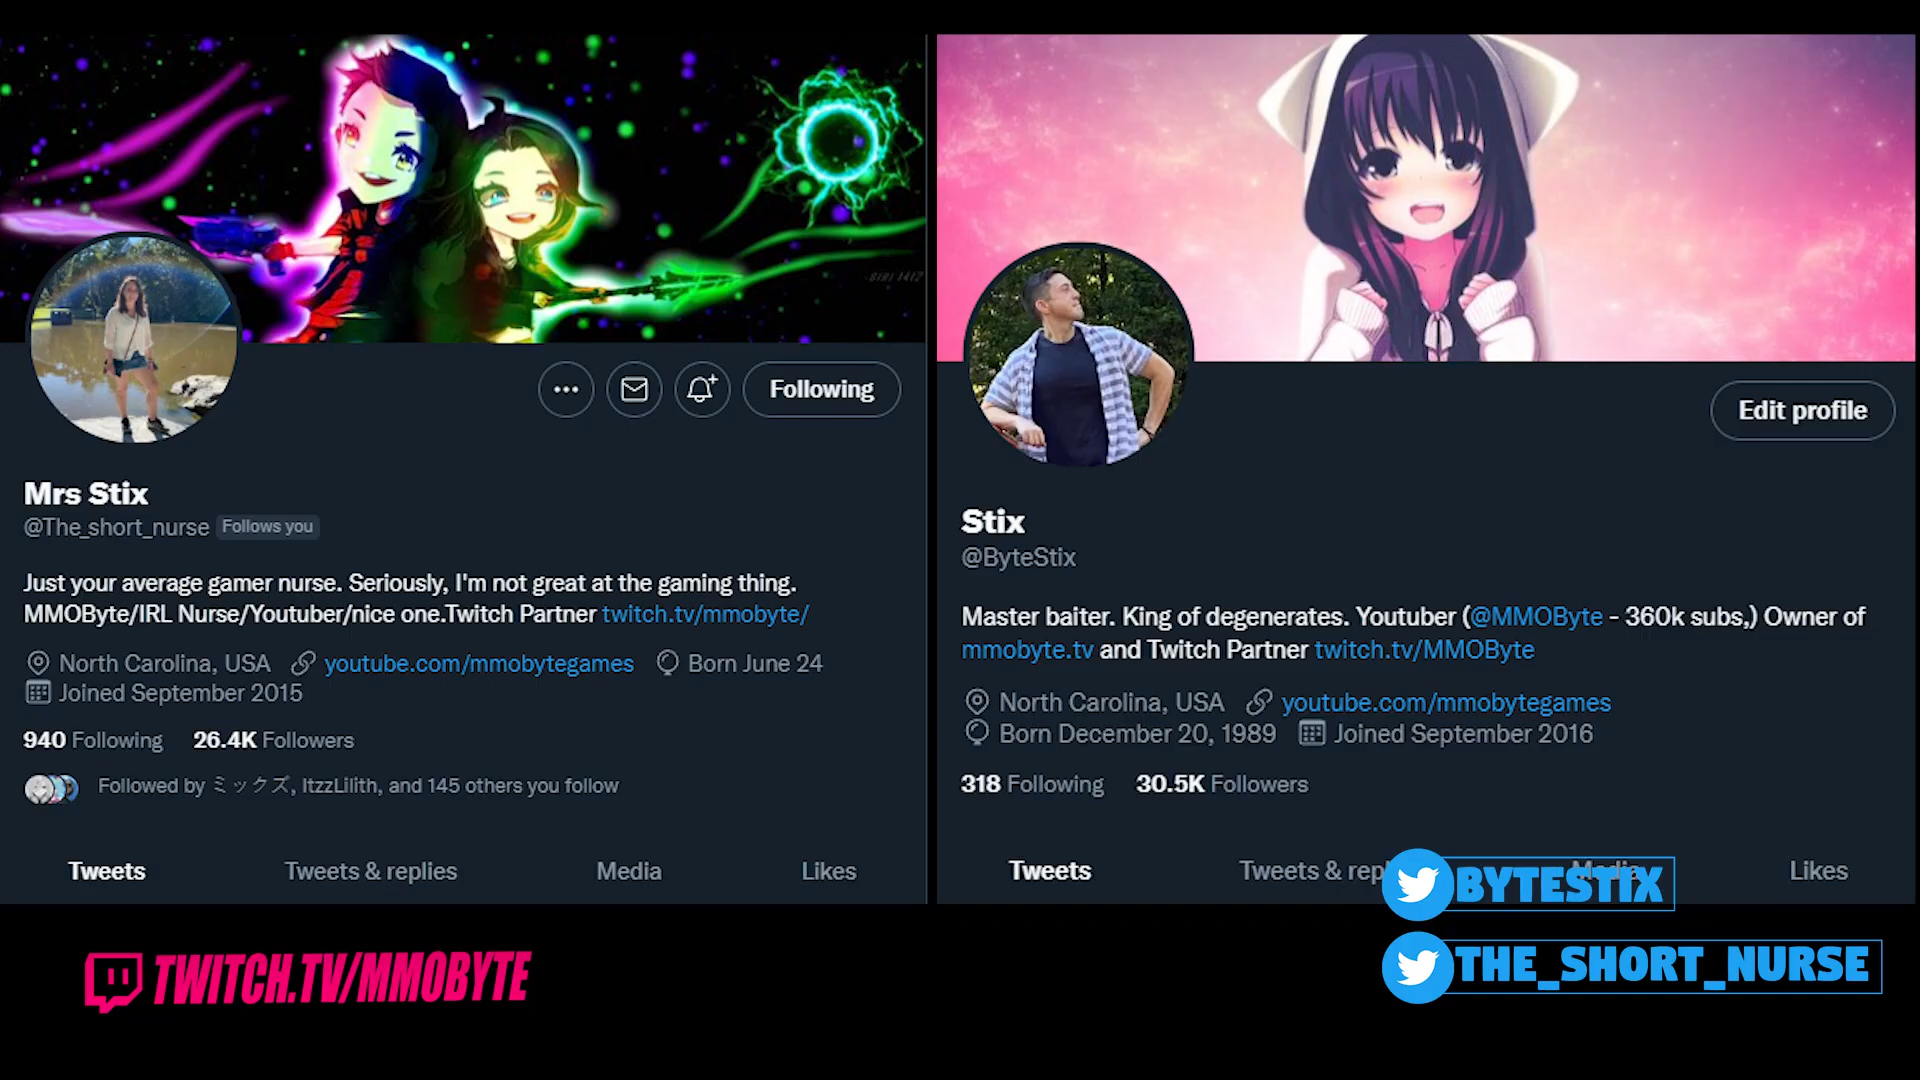 SIRI 1412
Following
Mrs Stix
@The_short_nurse Follows you
Just your average gamer nurse. Seriously, I'm not great at the gaming thing.
MMOByte/IRL Nurse/Youtuber/nice one.Twitch Partner twitch.tv/mmobyte/
North Carolina, USA youtube.com/mmobytegames Born June 24
Joined September 2015
940 Following 26.4K Followers
Followed by ミックズ, ItzzLilith, and 145 others you follow
Tweets Tweets & replies Media Likes
Edit profile
Stix
@ByteStix
Master baiter. King of degenerates. Youtuber (@MMOByte - 360k subs,) Owner of
mmobyte.tv and Twitch Partner twitch.tv/MMOByte
North Carolina, USA youtube.com/mmobytegames
Born December 20, 1989 Joined September 2016
318 Following 30.5K Followers
Tweets Tweets & rep Media Likes
BYTESTIX
THE_SHORT_NURSE
TWITCH.TV/MMOBYTE